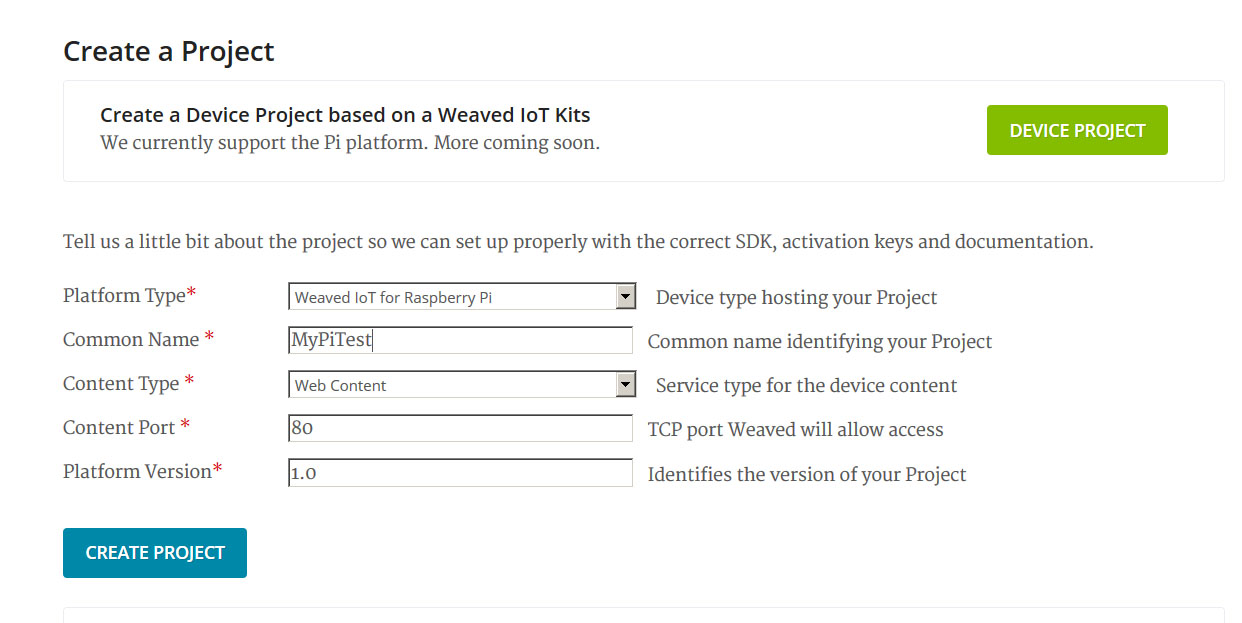 Create a Project
Create a Device Project based on a Weaved IoT Kits
We currently support the Pi platform. More coming soon.
DEVICE PROJECT
Tell us a little bit about the project so we can set up properly with the correct SDK, activation keys and documentation.
Platform Type* Weaved IoT for Raspberry Pi Device type hosting your Project
Common Name * MyPiTest Common name identifying your Project
Content Type * Web Content Service type for the device content
Content Port * 80 TCP port Weaved will allow access
Platform Version* 1.0 Identifies the version of your Project
CREATE PROJECT